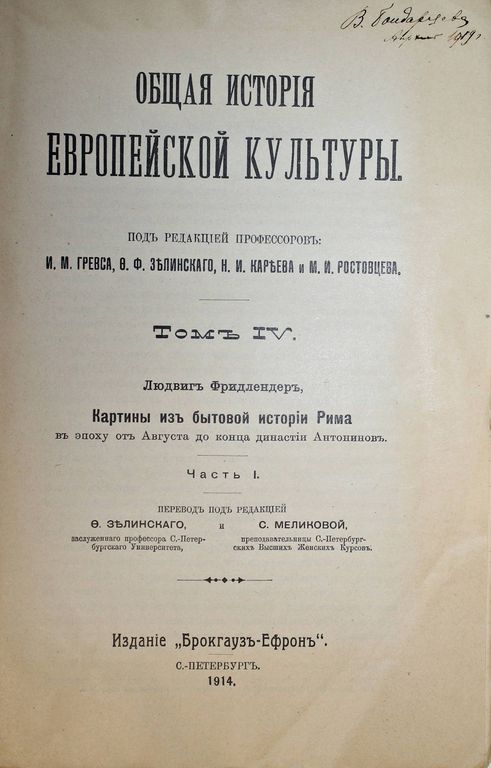 В. Бондарцева
1919 г.
ОБЩАЯ ИСТОРІЯ
ЕВРОПЕЙСКОЙ КУЛЬТУРЫ.
ПОДЪ РЕДАКЦІЕЙ ПРОФЕССОРОВЪ:
И. М. ГРЕВСА, Ѳ. Ф. ЗѢЛИНСКАГО, Н. И. КАРѢЕВА и М. И. РОСТОВЦЕВА.
Томъ IV.
Людвигъ Фридлендеръ,
Картины изъ бытовой исторіи Рима
въ эпоху отъ Августа до конца династіи Антониновъ.
Часть I.
ПЕРЕВОДЪ ПОДЪ РЕДАКЦІЕЙ
Ѳ. ЗѢЛИНСКАГО, и С. МЕЛИКОВОЙ,
заслуженнаго профессора С.-Петер- преподавательницы С.-Петербург-
бургскаго Университета, скихъ Высшихъ Женскихъ Курсовъ.
Изданіе „Брокгаузъ-Ефронъ“.
С.-ПЕТЕРБУРГЪ.
1914.